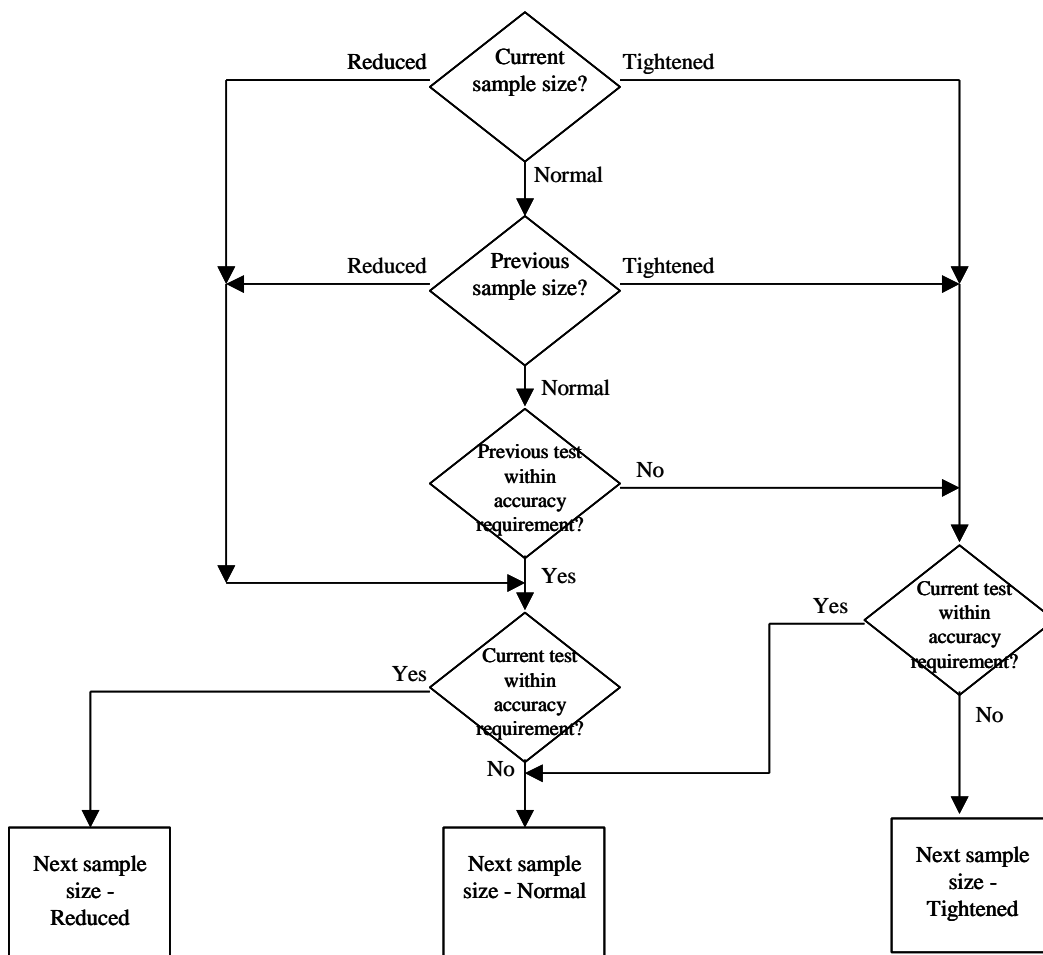 Reduced
Current
sample size?
Tightened
Normal
Reduced
Previous
sample size?
Tightened
Normal
Previous test
within
accuracy
requirement?
No
Yes
Current test
within
accuracy
requirement?
Yes
No
Yes
Current test
within
accuracy
requirement?
No
Next sample
size -
Reduced
Next sample
size - Normal
Next sample
size -
Tightened